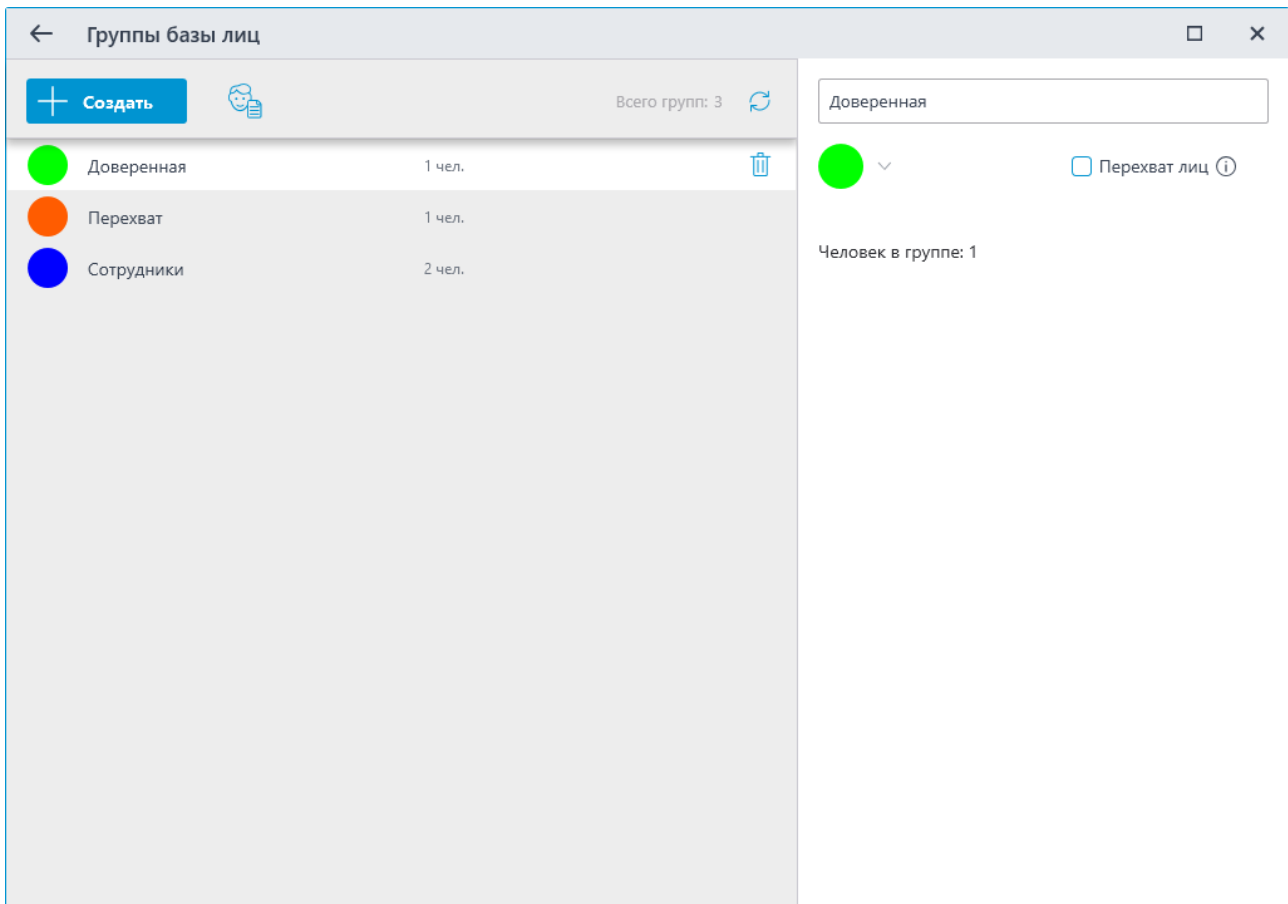 Группы базы лиц
Создать
Всего групп: 3
Доверенная 1 чел.
Перехват 1 чел.
Сотрудники 2 чел.
Доверенная
Перехват лиц
Человек в группе: 1